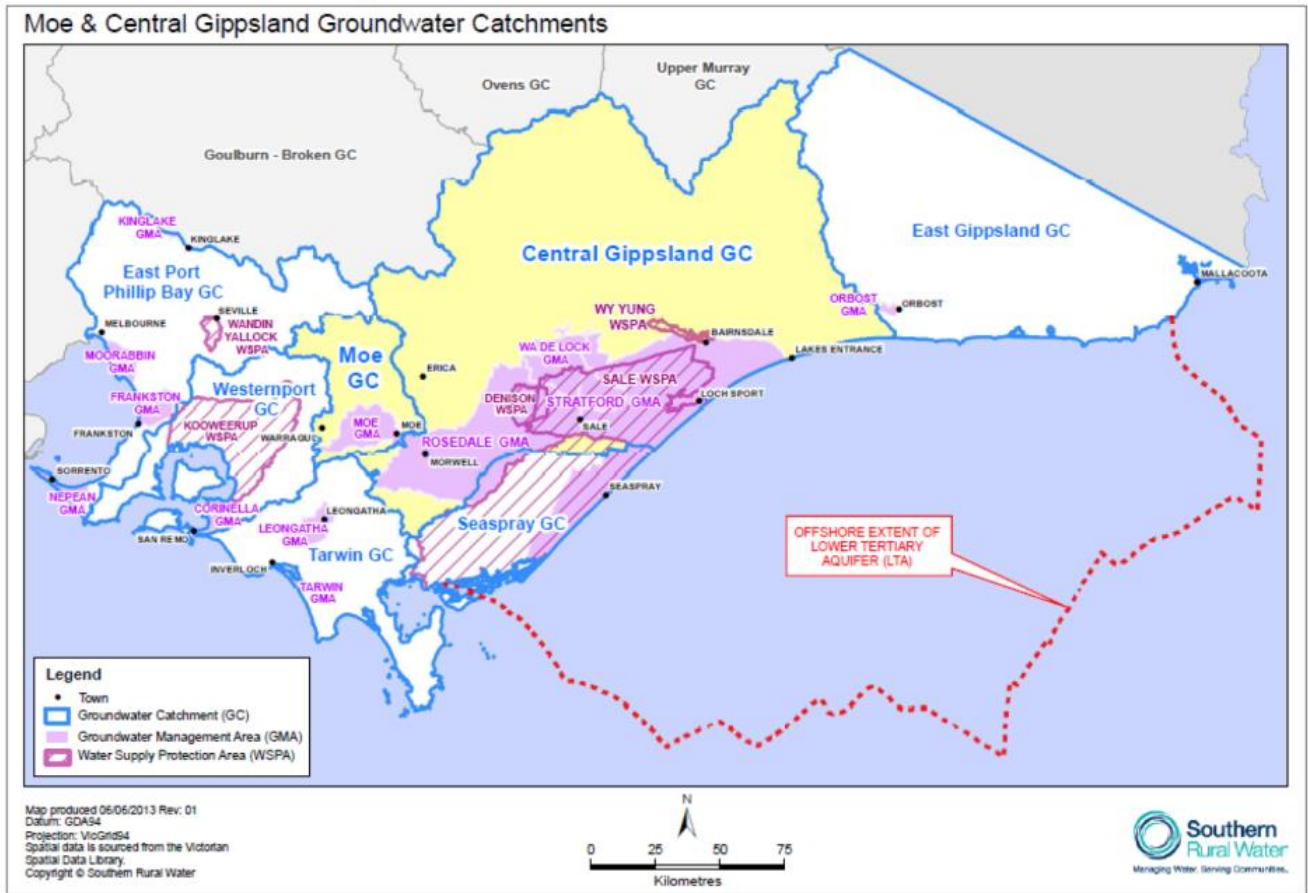 Moe & Central Gippsland Groundwater Catchments
Upper Murray
GC
Ovens GC
Goulburn - Broken GC
KINGLAKE
GMA
KINGLAKE
East Port
Phillip Bay GC
Central Gippsland GC
East Gippsland GC
MALLACOOTA
ORBOST
GMA
ORBOST
SEVILLE
WANDIN
YALLOCK
WSPA
MELBOURNE
MOORABBIN
GMA
WY YUNG
WSPA
BAIRNSDALE
LAKES ENTRANCE
WA DE LOCK
GMA
Moe
GC
ERICA
Westernport
GC
FRANKSTON
GMA
SALE WSPA
DENISON
WSPA
STRATFORD GMA
LOCH SPORT
KOOWEERUP
WSPA
FRANKSTON
WARRAGUL
MOE
GMA
MOE
SALE
ROSEDALE GMA
MORWELL
SORRENTO
NEPEAN
GMA
CORINELLA
GMA
SAN REMO
LEONGATHA
LEONGATHA
GMA
Tarwin GC
Seaspray GC
SEASPRAY
INVERLOCH
TARWIN
GMA
OFFSHORE EXTENT OF
LOWER TERTIARY
AQUIFER (LTA)
Legend
Town
Groundwater Catchment (GC)
Groundwater Management Area (GMA)
Water Supply Protection Area (WSPA)
Map produced 06/06/2013 Rev: 01
Datum: GDA94
Projection: VicGrid94
Spatial data is sourced from the Victorian
Spatial Data Library.
Copyright © Southern Rural Water
N
0 25 50 75
Kilometres
Southern
Rural Water
Managing Water. Serving Communities.